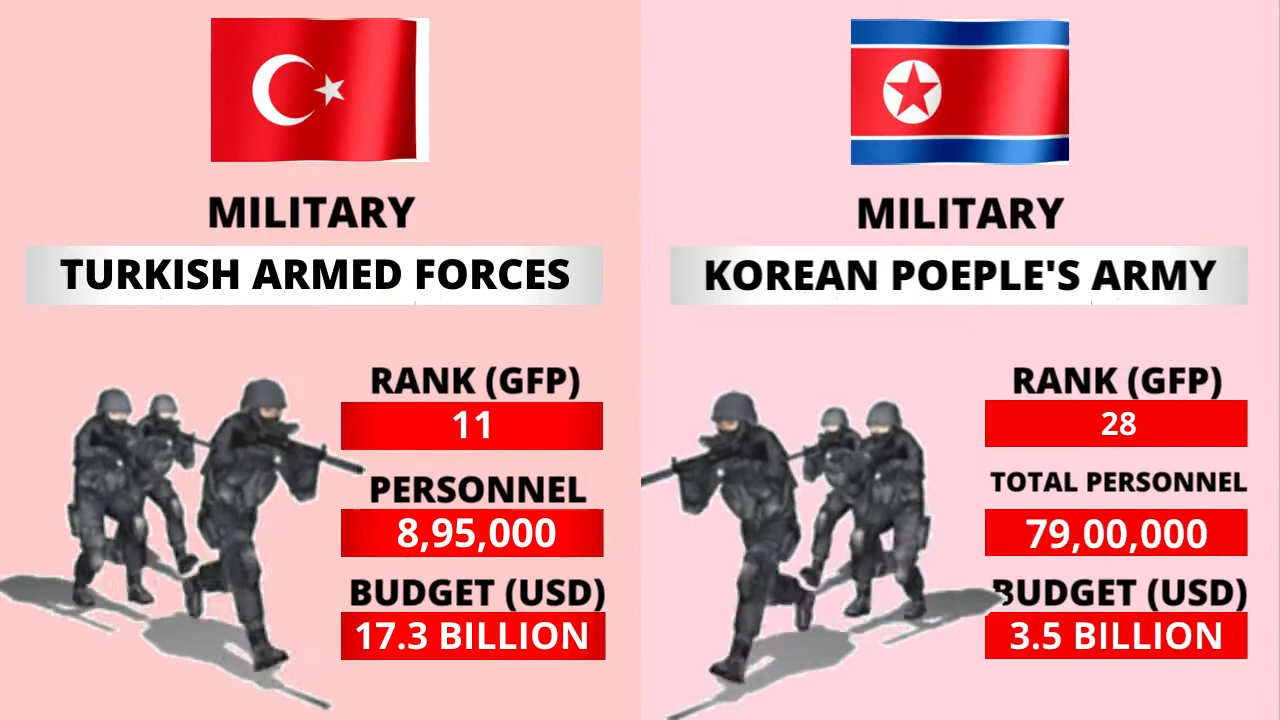 MILITARY
TURKISH ARMED FORCES
RANK (GFP)
11
PERSONNEL
8,95,000
BUDGET (USD)
17.3 BILLION
MILITARY
KOREAN POEPLE'S ARMY
RANK (GFP)
28
TOTAL PERSONNEL
79,00,000
BUDGET (USD)
3.5 BILLION